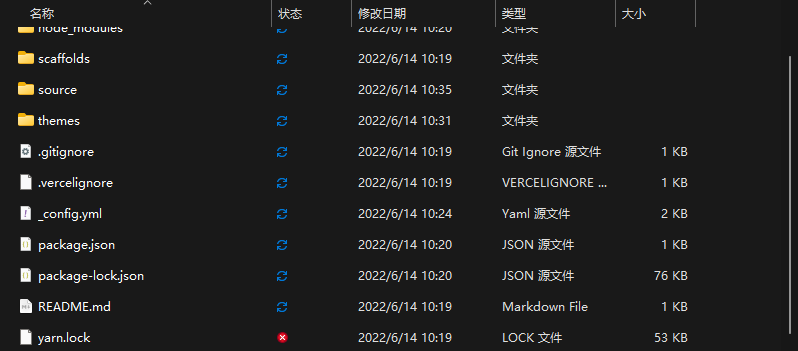 名称 状态 修改日期 类型 大小
node_modules 2022/6/14 10:20 文件夹
scaffolds 2022/6/14 10:19 文件夹
source 2022/6/14 10:35 文件夹
themes 2022/6/14 10:31 文件夹
.gitignore 2022/6/14 10:19 Git Ignore 源文件 1 KB
.vercelignore 2022/6/14 10:19 VERCELIGNORE ... 1 KB
_config.yml 2022/6/14 10:24 Yaml 源文件 2 KB
package.json 2022/6/14 10:20 JSON 源文件 1 KB
package-lock.json 2022/6/14 10:20 JSON 源文件 76 KB
README.md 2022/6/14 10:19 Markdown File 1 KB
yarn.lock 2022/6/14 10:19 LOCK 文件 53 KB